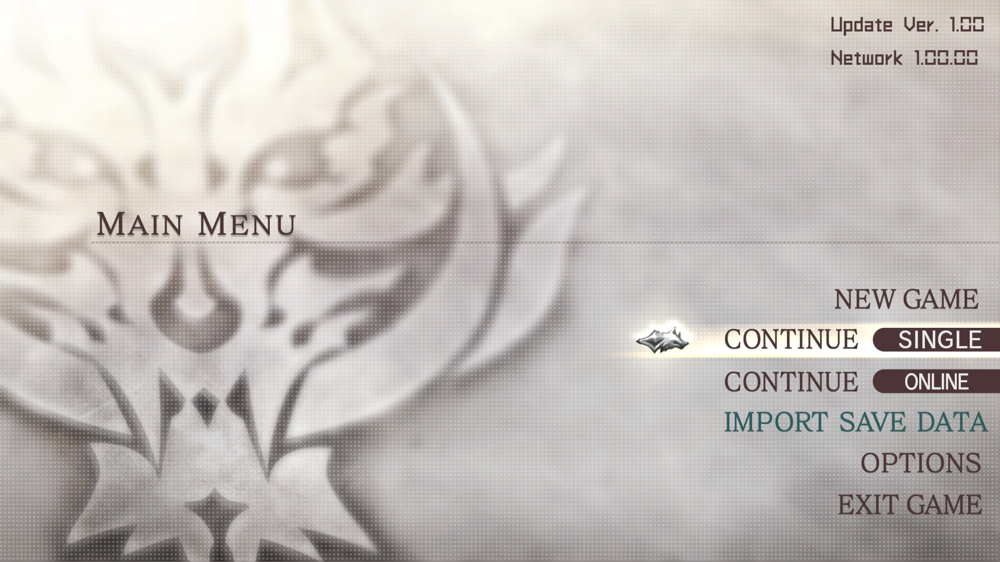 Update Ver. 1.00
Network 1.00.00
MAIN MENU
NEW GAME
CONTINUE SINGLE
CONTINUE ONLINE
IMPORT SAVE DATA
OPTIONS
EXIT GAME